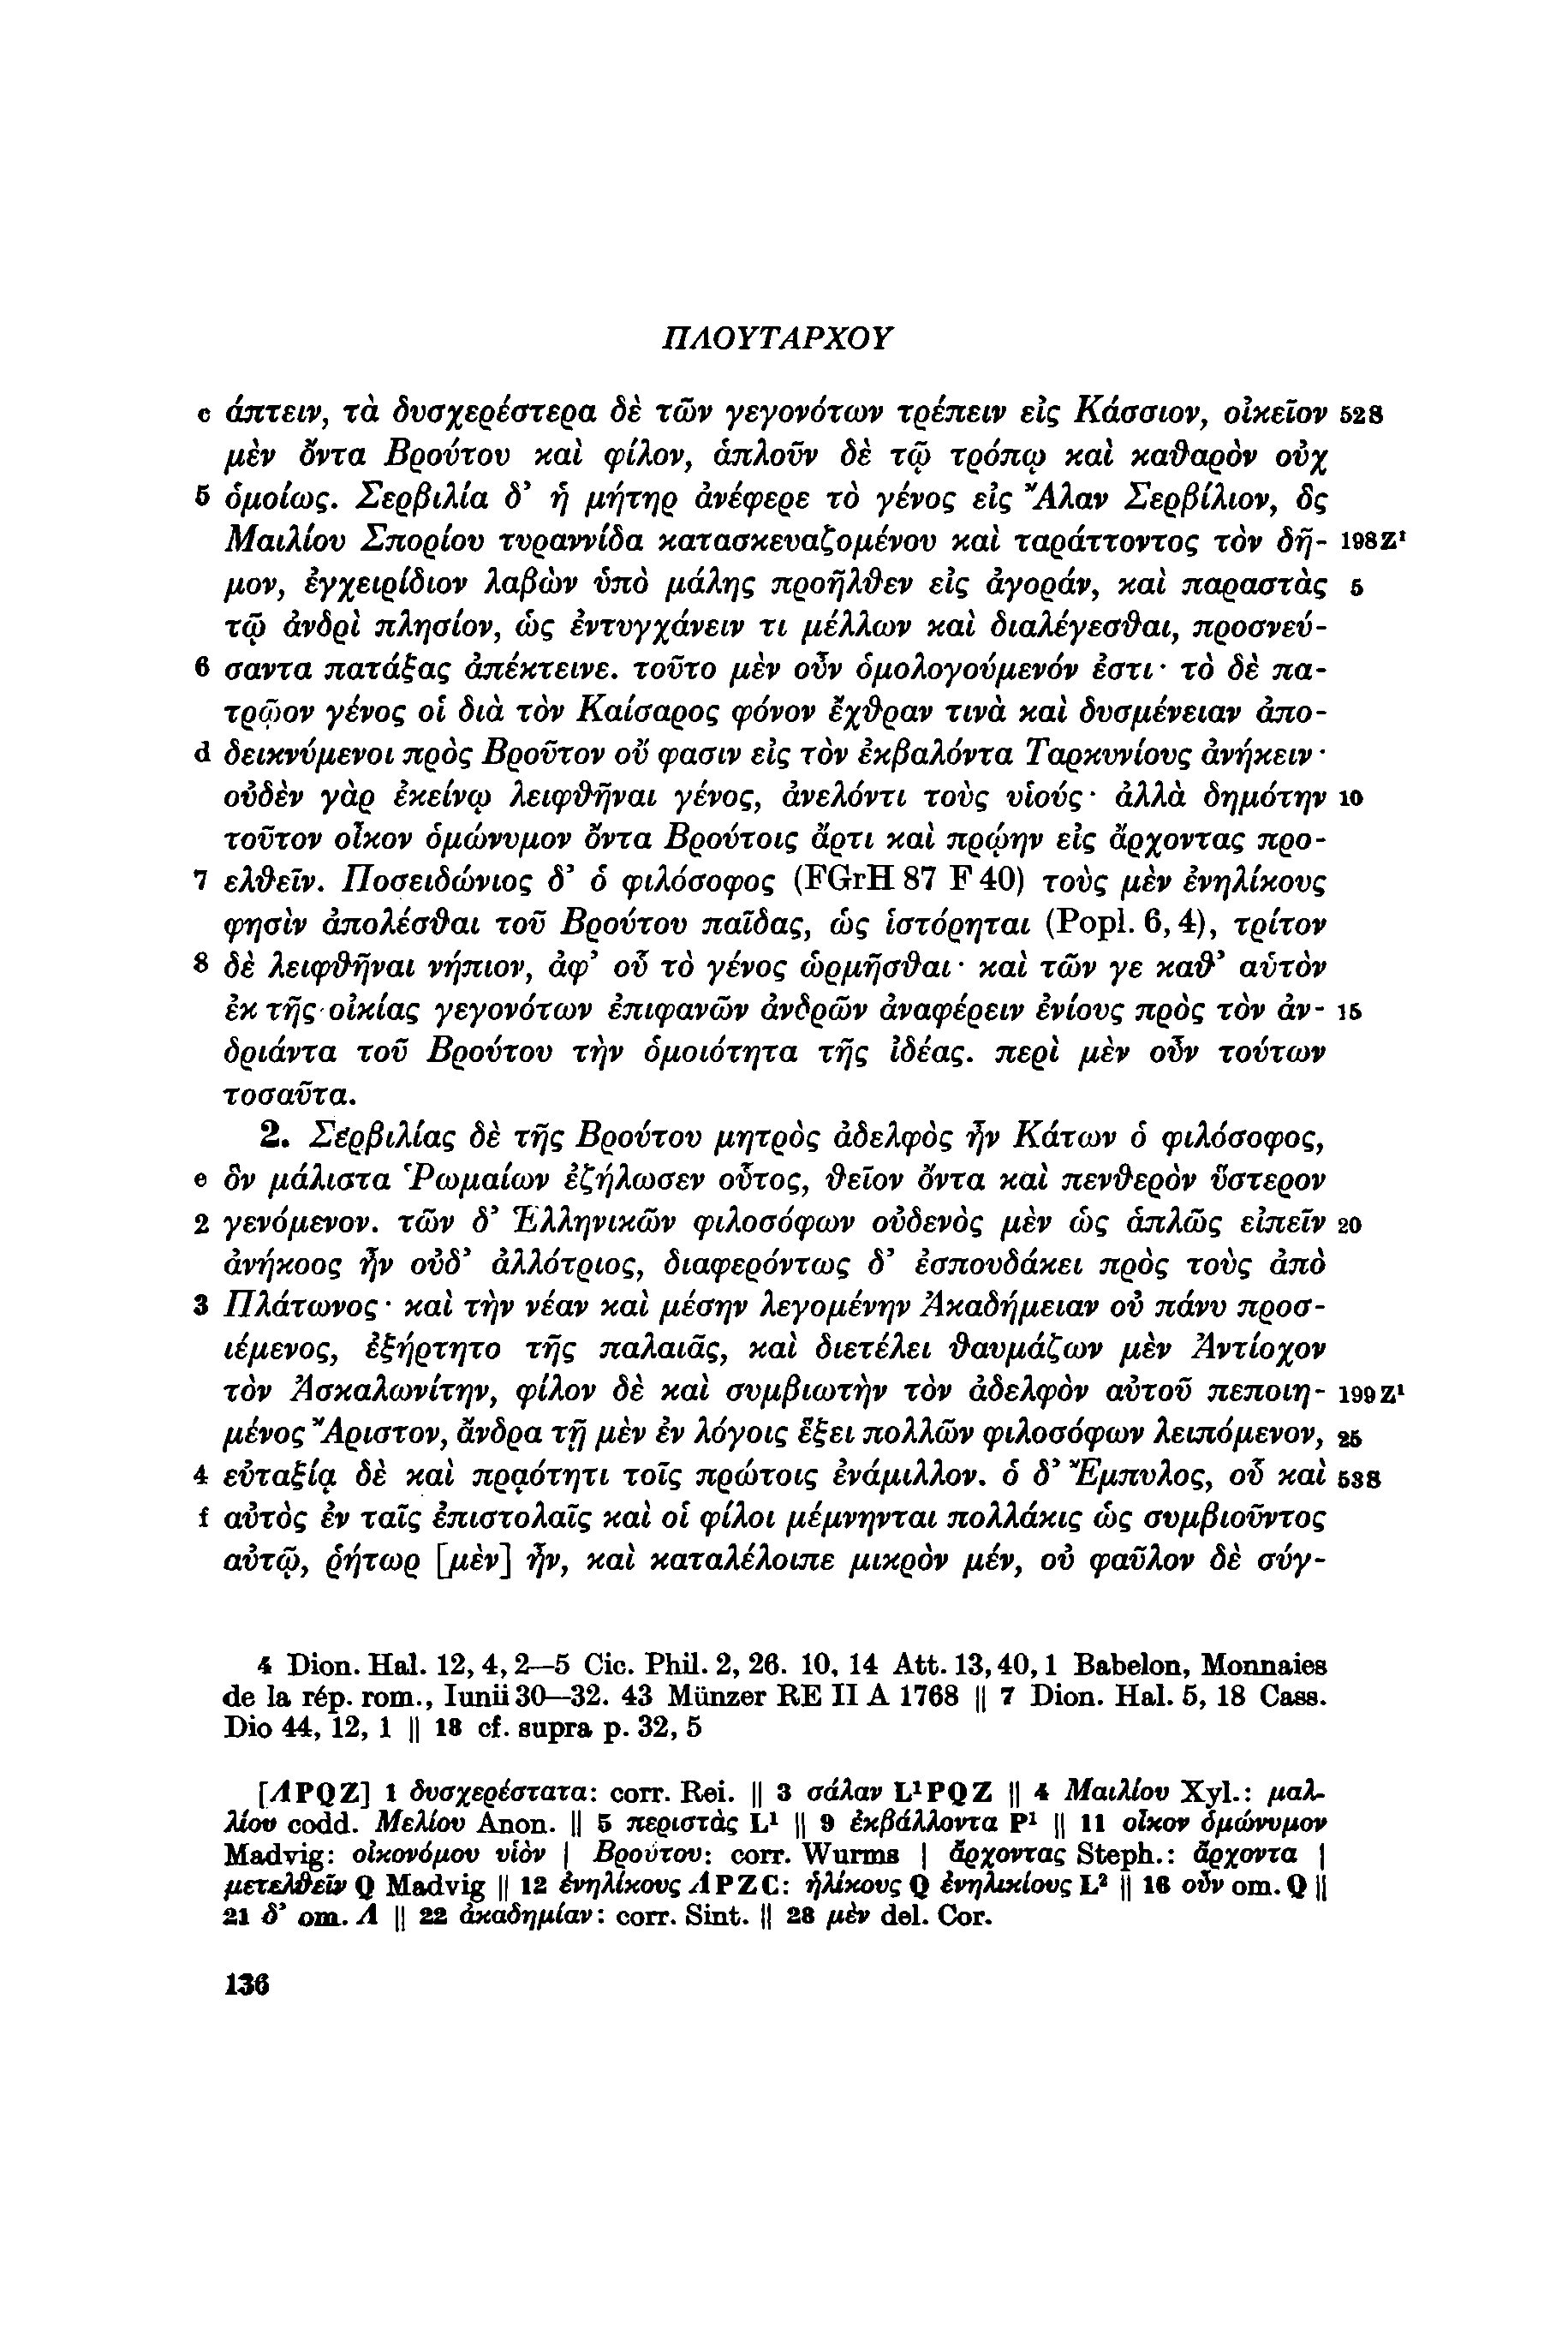 ΠΛΟΥΤΑΡΧΟΥ
c άπτειν, τὰ δυσχερέστερα δὲ τῶν γεγονότων τρέπειν εἰς Κάσσιον, οἰκεῖον 52 S
μὲν ὄντα Βρούτου καὶ φίλον, ἁπλοῦν δὲ τῷ τρόπῳ καὶ καθαρὸν οὐχ
5 ὁμοίως. Σερβιλία δ’ ἡ μήτηρ ἀνέφερε τὸ γένος εἰς Ἄλαν Σερβίλιον, ὃς
Μαιλίου Σπορίου τυραννίδα κατασκευαζομένου καὶ ταράττοντος τὸν δῆ- 198 Z¹
μον, ἐγχειρίδιον λαβὼν ὑπὸ μάλης προῆλθεν εἰς ἀγοράν, καὶ παραστὰς 5
τῷ ἀνδρὶ πλησίον, ὡς ἐντυγχάνειν τι μέλλων καὶ διαλέγεσθαι, προσνεύ-
6 σαντα πατάξας ἀπέκτεινε. τοῦτο μὲν οὖν ὁμολογούμενόν ἐστι· τὸ δὲ πα-
τρῷον γένος οἱ διὰ τὸν Καίσαρος φόνον ἔχθραν τινὰ καὶ δυσμένειαν ἀπο-
d δεικνύμενοι πρὸς Βροῦτον οὔ φασιν εἰς τὸν ἐκβαλόντα Ταρκυνίους ἀνήκειν·
οὐδὲν γὰρ ἐκείνῳ λειφθῆναι γένος, ἀνελόντι τοὺς υἱούς· ἀλλὰ δημότην 10
τοῦτον οἶκον ὁμώνυμον ὄντα Βρούτοις ἄρτι καὶ πρῴην εἰς ἄρχοντας προ-
7 ελθεῖν. Ποσειδώνιος δ’ ὁ φιλόσοφος (FGrH 87 F 40) τοὺς μὲν ἐνηλίκους
φησὶν ἀπολέσθαι τοῦ Βρούτου παῖδας, ὡς ἱστόρηται (Popl. 6, 4), τρίτον
8 δὲ λειφθῆναι νήπιον, ἀφ’ οὗ τὸ γένος ὡρμῆσθαι· καὶ τῶν γε καθ’ αὑτὸν
ἐκ τῆς οἰκίας γεγονότων ἐπιφανῶν ἀνδρῶν ἀναφέρειν ἐνίους πρὸς τὸν ἀν- 15
δριάντα τοῦ Βρούτου τὴν ὁμοιότητα τῆς ἰδέας. περὶ μὲν οὖν τούτων
τοσαῦτα.
2. Σερβιλίας δὲ τῆς Βρούτου μητρὸς ἀδελφὸς ἦν Κάτων ὁ φιλόσοφος,
e ὃν μάλιστα Ῥωμαίων ἐζήλωσεν οὗτος, θεῖον ὄντα καὶ πενθερὸν ὕστερον
2 γενόμενον. τῶν δ’ Ἑλληνικῶν φιλοσόφων οὐδενὸς μὲν ὡς ἁπλῶς εἰπεῖν 20
ἀνήκοος ἦν οὐδ’ ἀλλότριος, διαφερόντως δ’ ἐσπουδάκει πρὸς τοὺς ἀπὸ
3 Πλάτωνος· καὶ τὴν νέαν καὶ μέσην λεγομένην Ἀκαδήμειαν οὐ πάνυ προσ-
ιέμενος, ἐξήρτητο τῆς παλαιᾶς, καὶ διετέλει θαυμάζων μὲν Ἀντίοχον
τὸν Ἀσκαλωνίτην, φίλον δὲ καὶ συμβιωτὴν τὸν ἀδελφὸν αὐτοῦ πεποιη- 199 Z¹
μένος Ἄριστον, ἄνδρα τῇ μὲν ἐν λόγοις ἕξει πολλῶν φιλοσόφων λειπόμενον, 25
4 εὐταξίᾳ δὲ καὶ πρᾳότητι τοῖς πρώτοις ἐνάμιλλον. ὁ δ’ Ἔμπυλος, οὗ καὶ 53 S
f αὐτὸς ἐν ταῖς ἐπιστολαῖς καὶ οἱ φίλοι μέμνηνται πολλάκις ὡς συμβιοῦντος
αὐτῷ, ῥήτωρ [μὲν] ἦν, καὶ καταλέλοιπε μικρὸν μέν, οὐ φαῦλον δὲ σύγ-
4 Dion. Hal. 12, 4, 2—5 Cic. Phil. 2, 26. 10, 14 Att. 13, 40, 1 Babelon, Monnaies
de la rép. rom., Iunii 30—32. 43 Münzer RE II A 1768 || 7 Dion. Hal. 5, 18 Cass.
Dio 44, 12, 1 || 18 cf. supra p. 32, 5
[ΛPQZ] 1 δυσχερέστατα: corr. Rei. || 3 σάλαν L¹PQZ || 4 Μαιλίου Xyl.: μαλ-
λίου codd. Μελίου Anon. || 5 περιστὰς L¹ || 9 ἐκβάλλοντα P¹ || 11 οἶκον ὁμώνυμον
Madvig: οἰκονόμου υἱὸν | Βρούτου: corr. Wurms | ἄρχοντας Steph.: ἄρχοντα |
μετελθεῖν Q Madvig || 12 ἐνηλίκους ΛPZC: ἡλίκους Q ἐνηλικίους L² || 16 οὖν om. Q ||
21 δ’ om. Λ || 22 ἀκαδημίαν: corr. Sint. || 28 μὲν del. Cor.
136